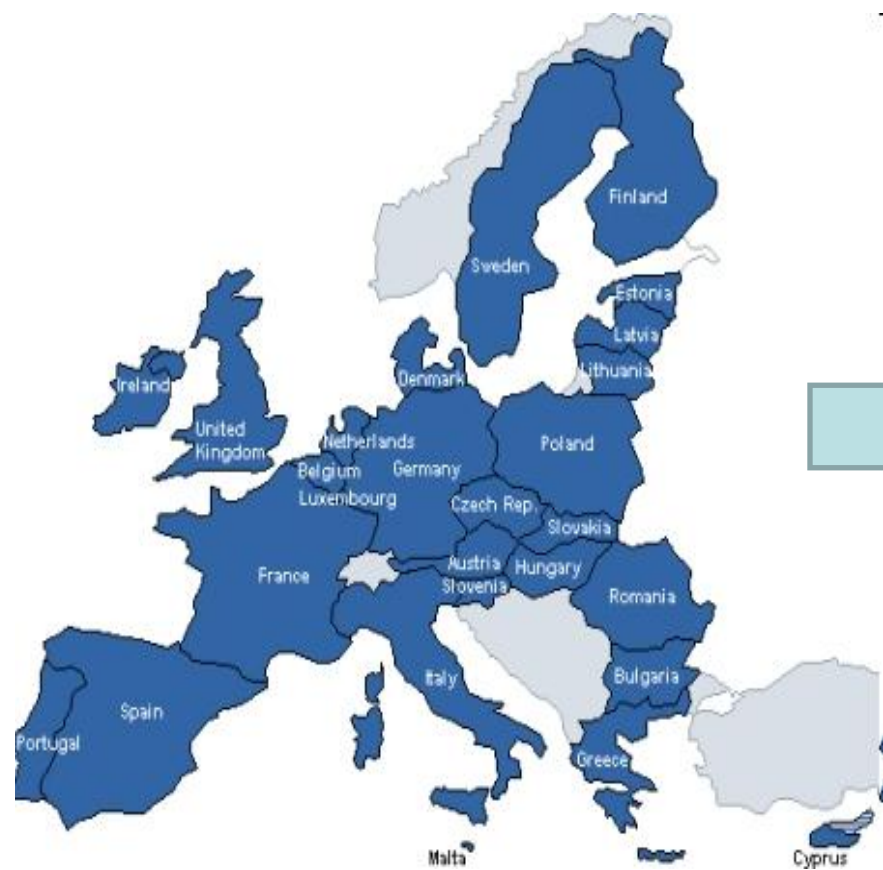 Finland
Sweden
Estonia
Latvia
Lithuania
Denmark
Ireland
United
Kingdom
Netherlands
Poland
Belgium
Germany
Luxembourg
Czech Rep.
Slovakia
Austria
Hungary
France
Slovenia
Romania
Italy
Bulgaria
Spain
Portugal
Greece
Malta
Cyprus